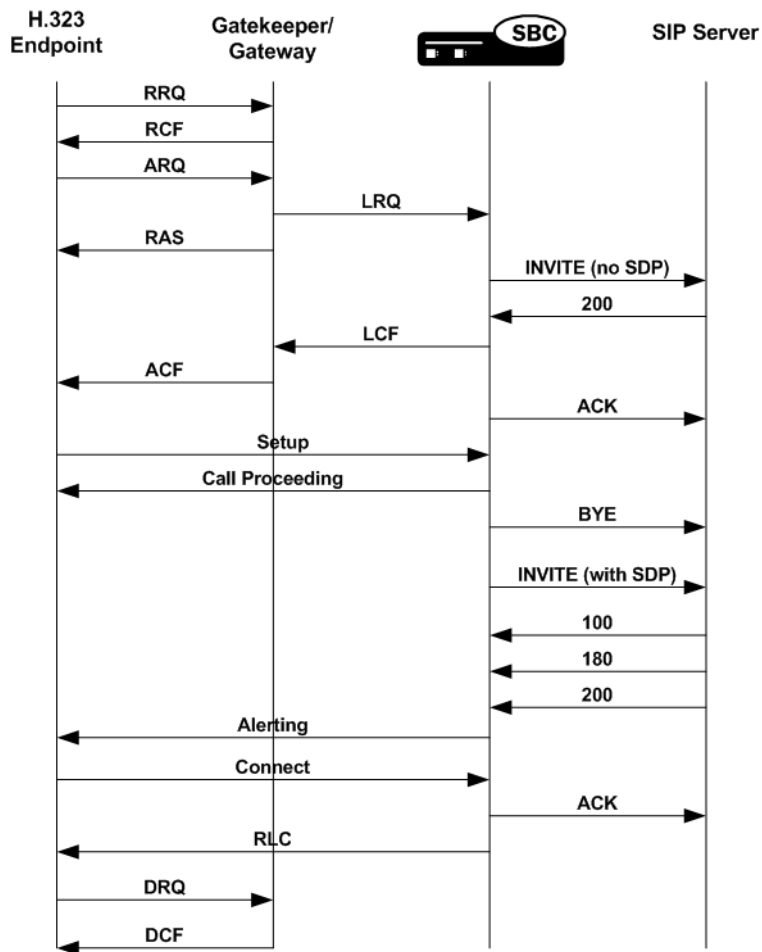 H.323
Endpoint
Gatekeeper/
Gateway
SBC
SIP Server
RRQ
RCF
ARQ
LRQ
RAS
INVITE (no SDP)
200
LCF
ACF
ACK
Setup
Call Proceeding
BYE
INVITE (with SDP)
100
180
200
Alerting
Connect
ACK
RLC
DRQ
DCF